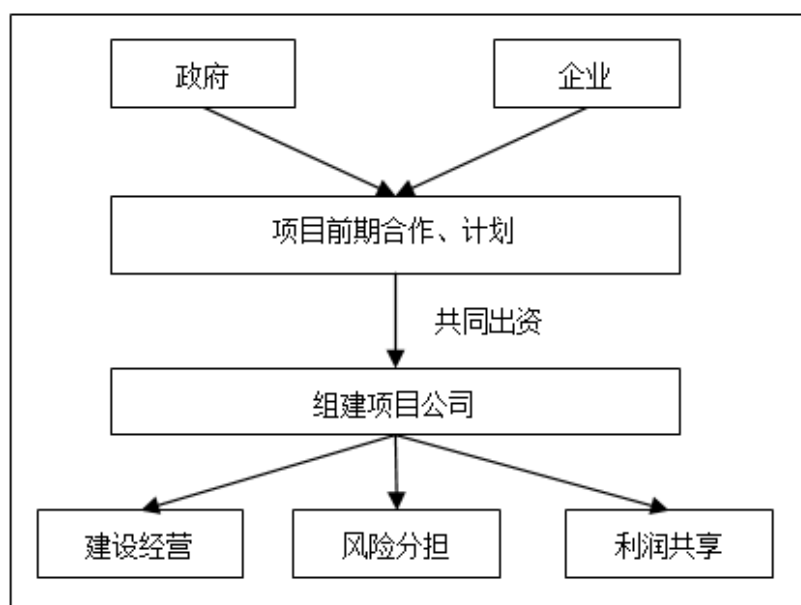 政府
企业
项目前期合作、计划
共同出资
组建项目公司
建设经营
风险分担
利润共享